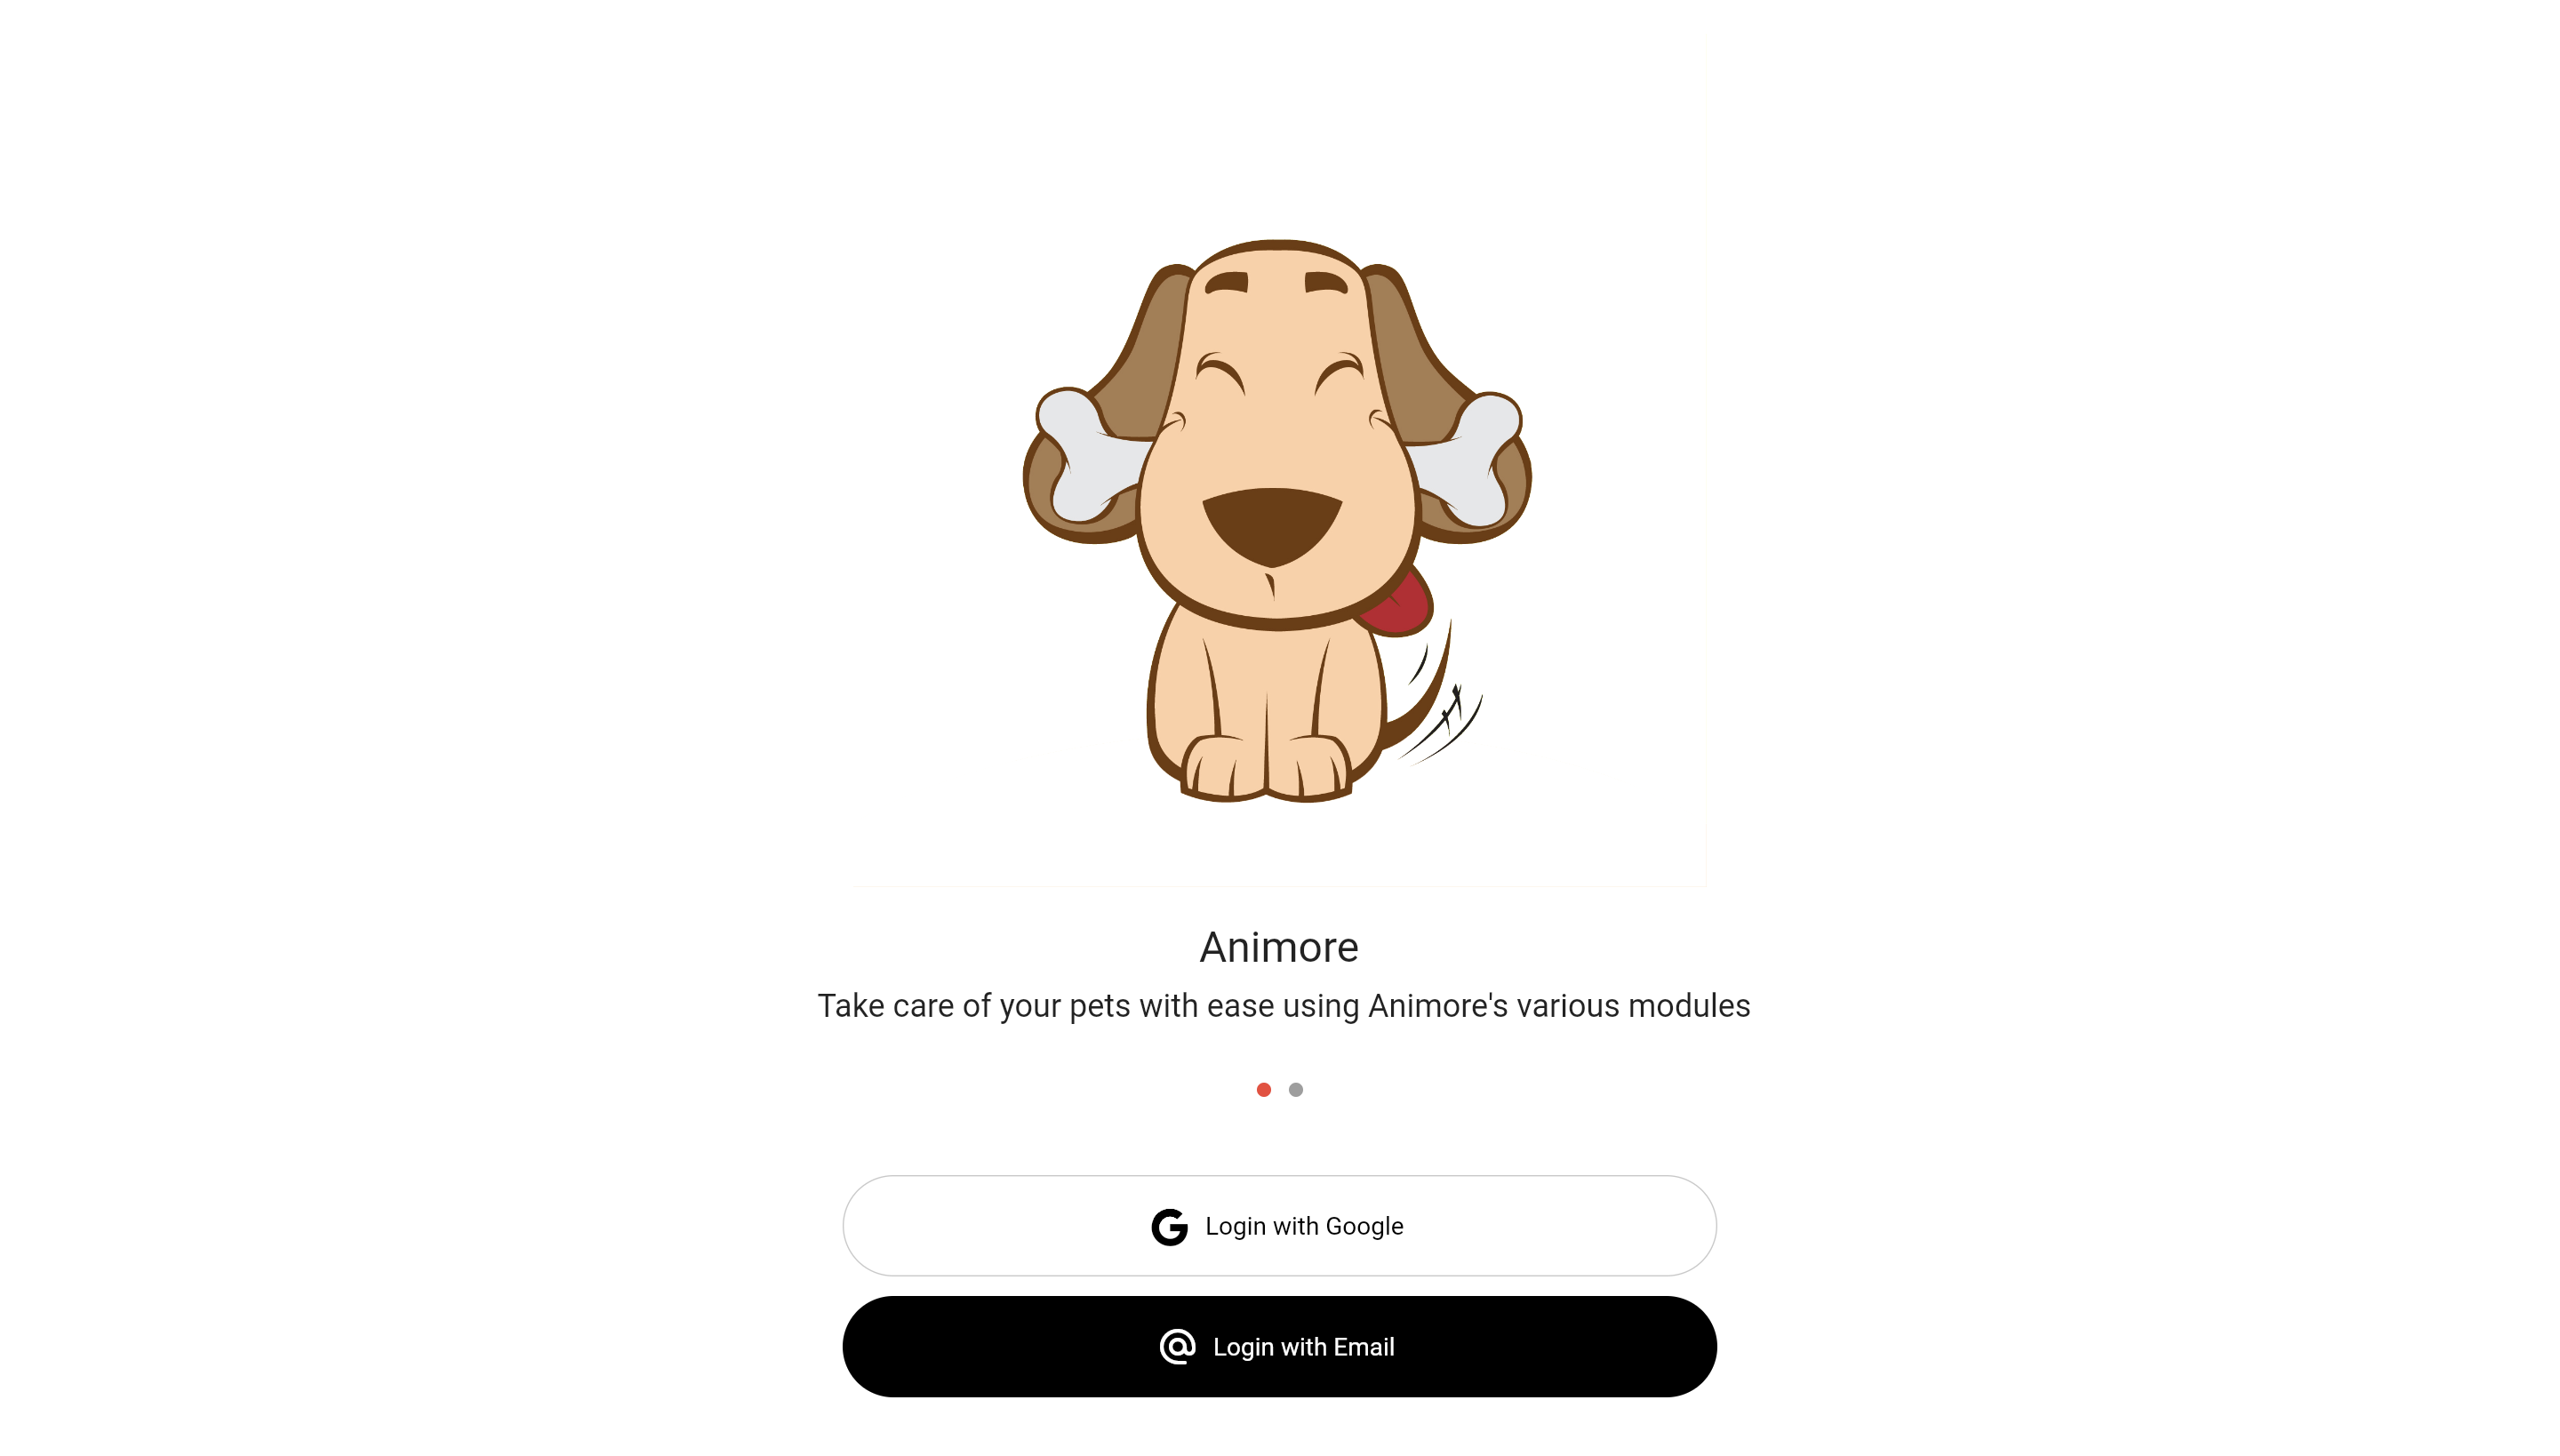 Animore
Take care of your pets with ease using Animore's various modules
Login with Google
Login with Email